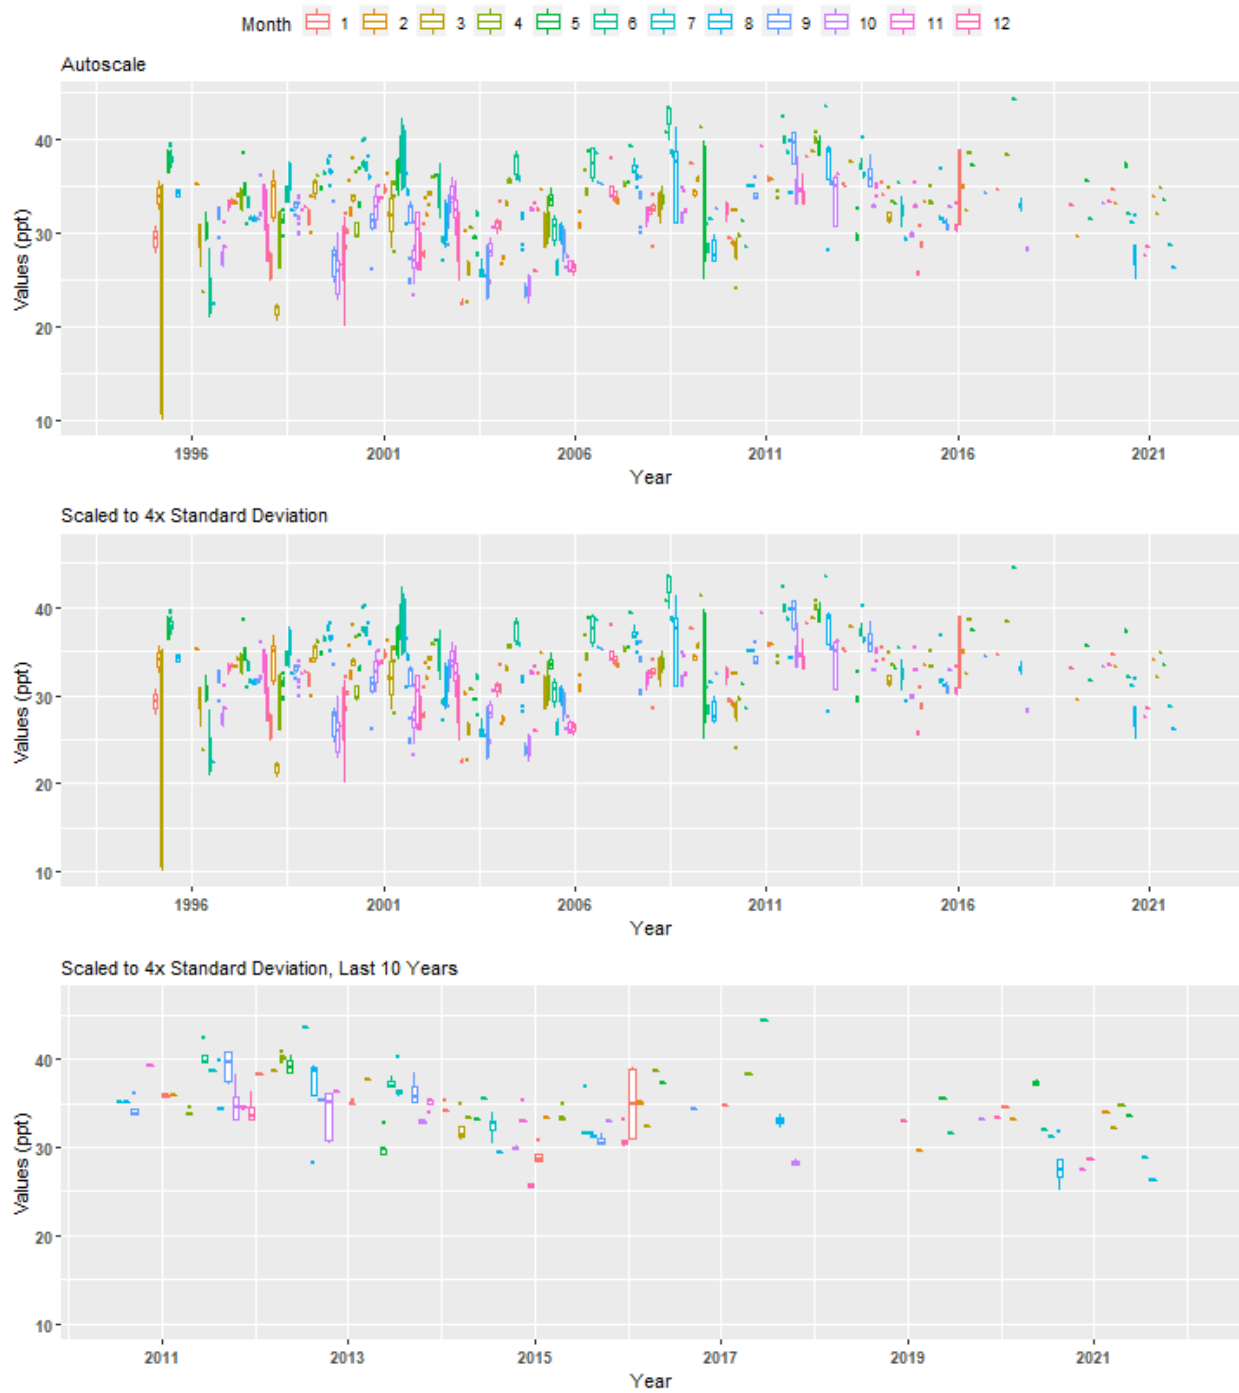 Month 1 2 3 4 5 6 7 8 9 10 11 12
Autoscale
40
30
20
10
Values (ppt)
1996 2001 2006 2011 2016 2021
Year
Scaled to 4x Standard Deviation
40
30
20
10
Values (ppt)
1996 2001 2006 2011 2016 2021
Year
Scaled to 4x Standard Deviation, Last 10 Years
40
30
20
10
Values (ppt)
2011 2013 2015 2017 2019 2021
Year